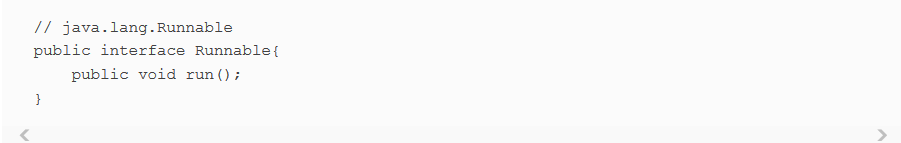 // java.lang.Runnable
public interface Runnable{
    public void run();
}